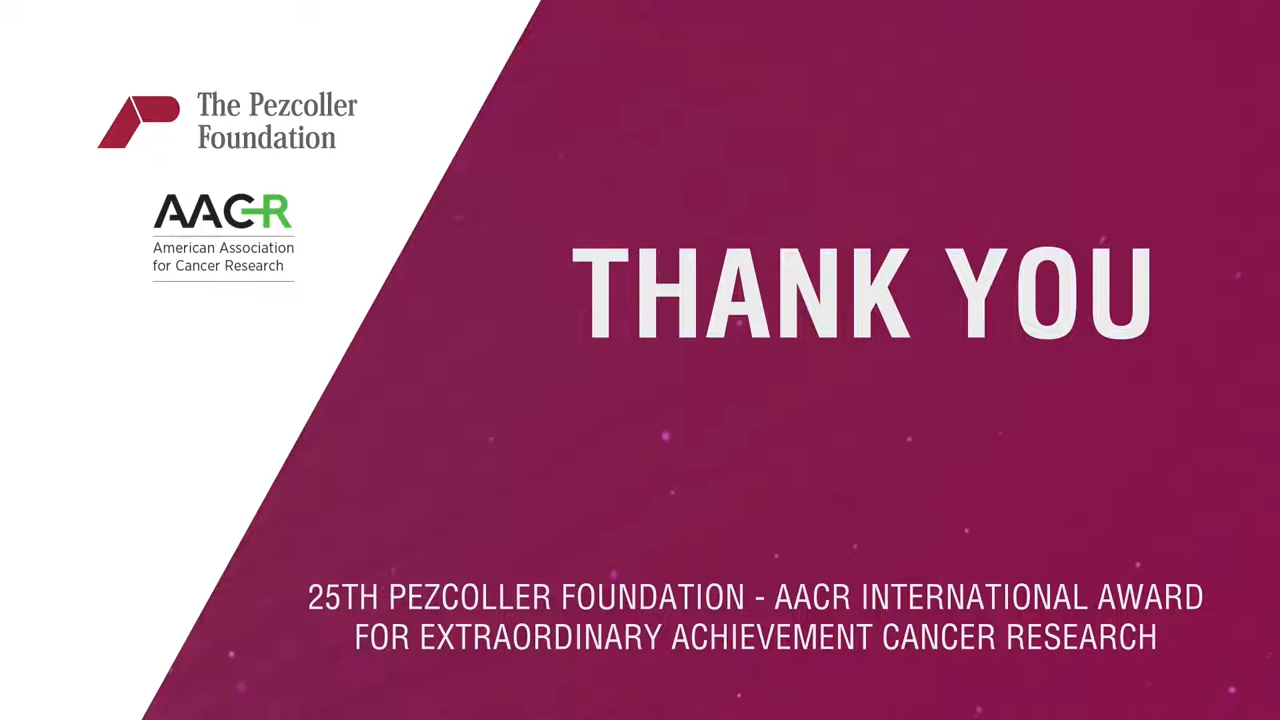 The Pezcoller
Foundation
AACR
American Association
for Cancer Research
THANK YOU
25TH PEZCOLLER FOUNDATION - AACR INTERNATIONAL AWARD
FOR EXTRAORDINARY ACHIEVEMENT CANCER RESEARCH